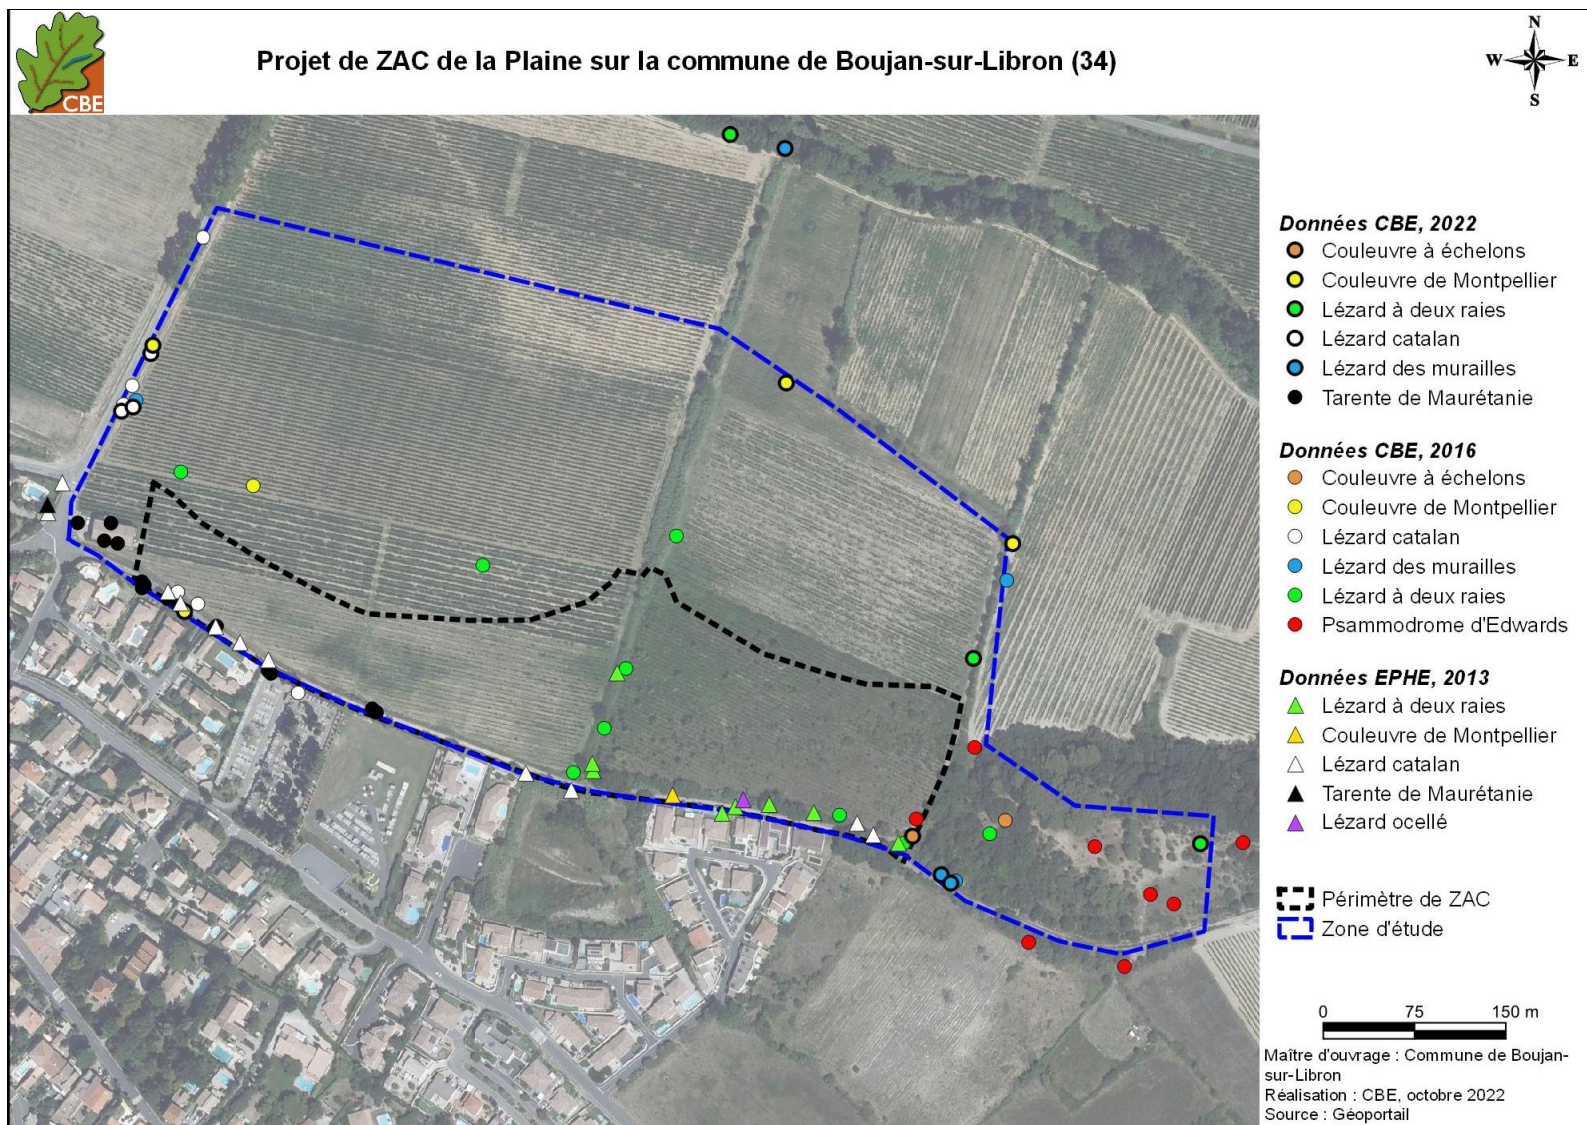 CBE
Projet de ZAC de la Plaine sur la commune de Boujan-sur-Libron (34)
N
W E
S
Données CBE, 2022
Couleuvre à échelons
Couleuvre de Montpellier
Lézard à deux raies
Lézard catalan
Lézard des murailles
Tarente de Maurétanie
Données CBE, 2016
Couleuvre à échelons
Couleuvre de Montpellier
Lézard catalan
Lézard des murailles
Lézard à deux raies
Psammodrome d'Edwards
Données EPHE, 2013
Lézard à deux raies
Couleuvre de Montpellier
Lézard catalan
Tarente de Maurétanie
Lézard ocellé
Périmètre de ZAC
Zone d'étude
0 75 150 m
Maître d'ouvrage : Commune de Boujan-
sur-Libron
Réalisation : CBE, octobre 2022
Source : Géoportail